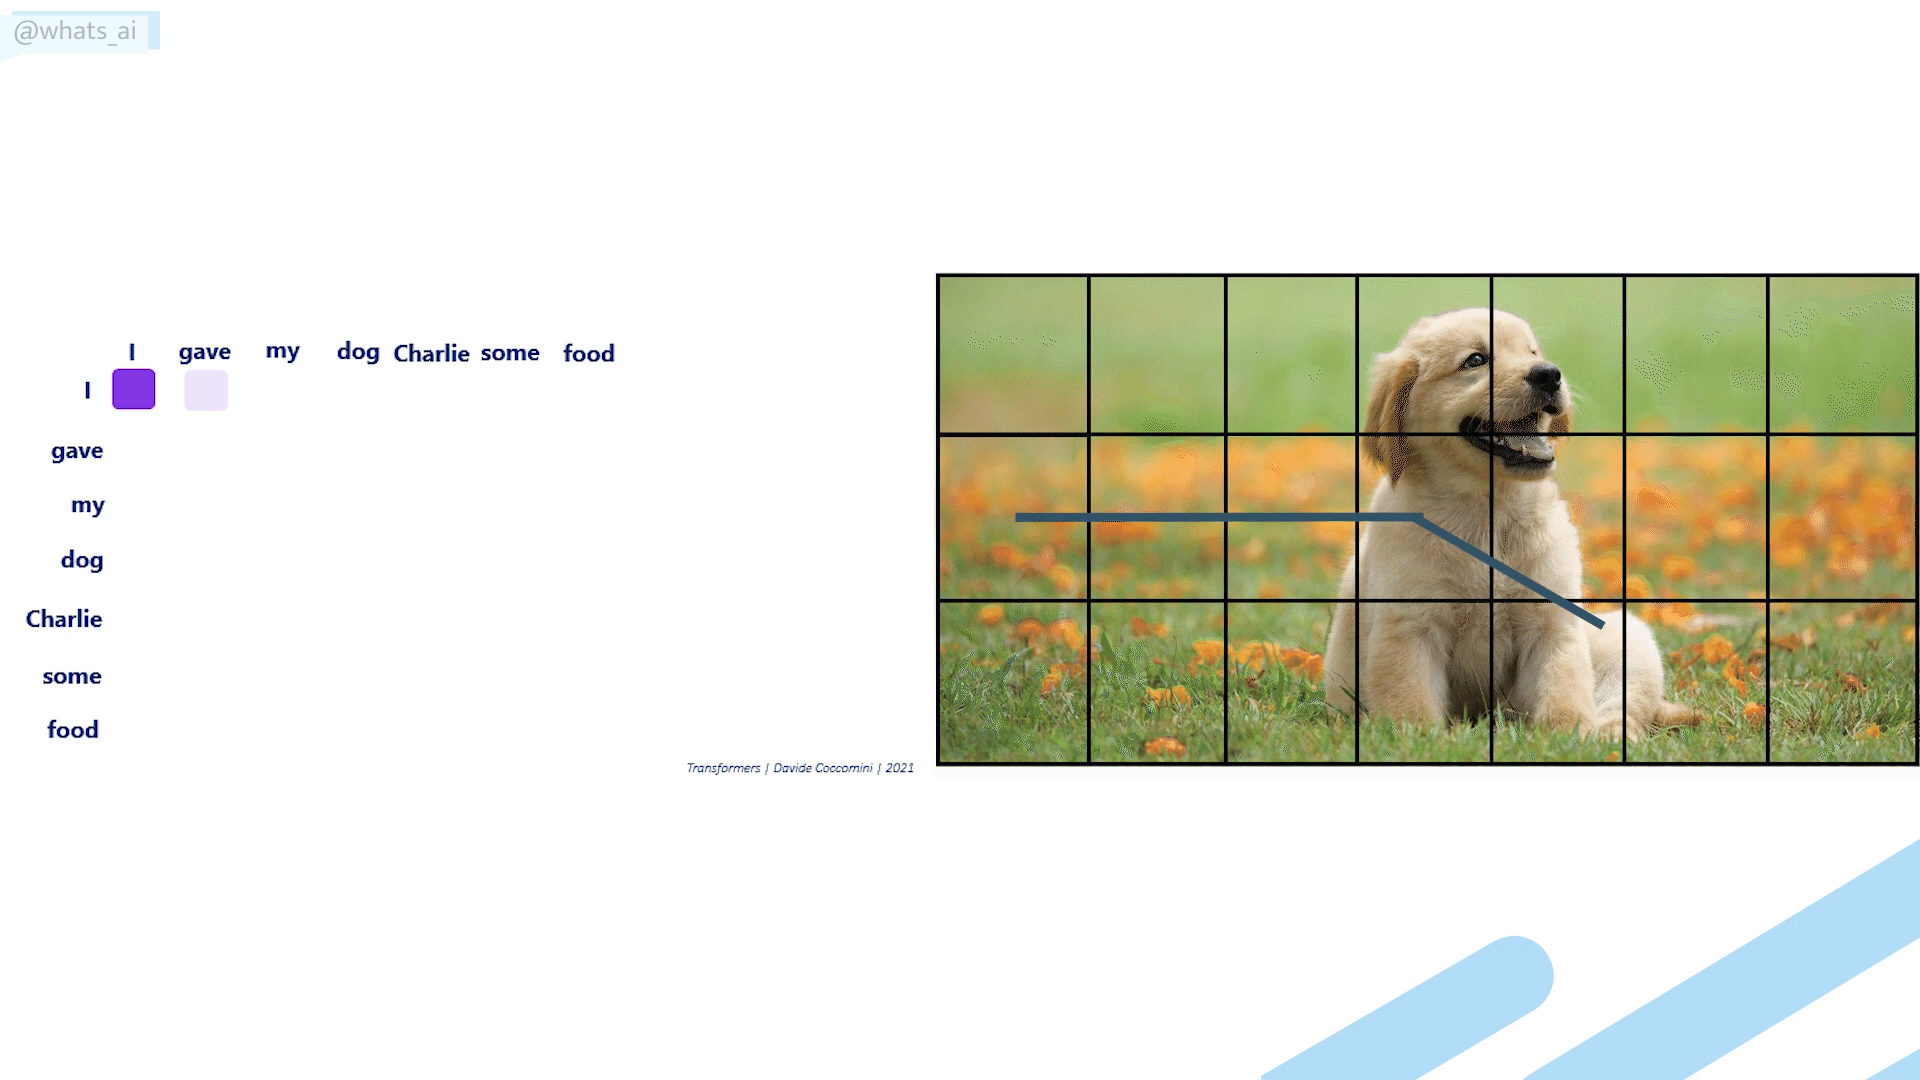 @whats_ai
I gave my dog Charlie some food
I
gave
my
dog
Charlie
some
food
Transformers | Davide Coccomini | 2021